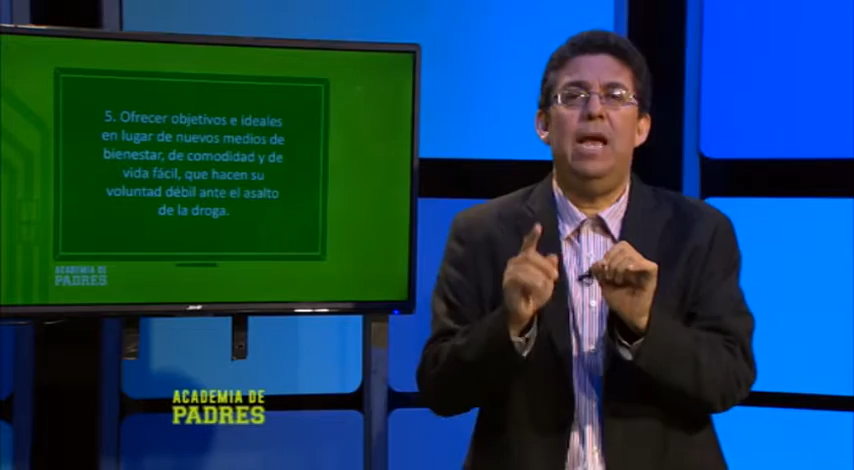 5. Ofrecer objetivos e ideales
en lugar de nuevos medios de
bienestar, de comodidad y de
vida fácil, que hacen su
voluntad débil ante el asalto
de la droga.
ACADEMIA DE
PADRES
ACADEMIA DE
PADRES